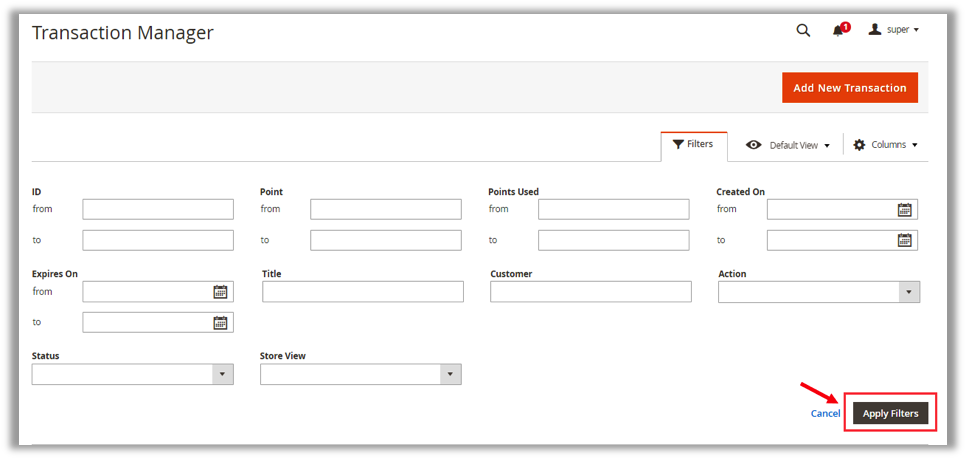 Transaction Manager
1
super
Add New Transaction
Filters
Default View
Columns
ID
Point
Points Used
Created On
from
from
from
from
to
to
to
to
Expires On
Title
Customer
Action
from
to
Status
Store View
Cancel
Apply Filters